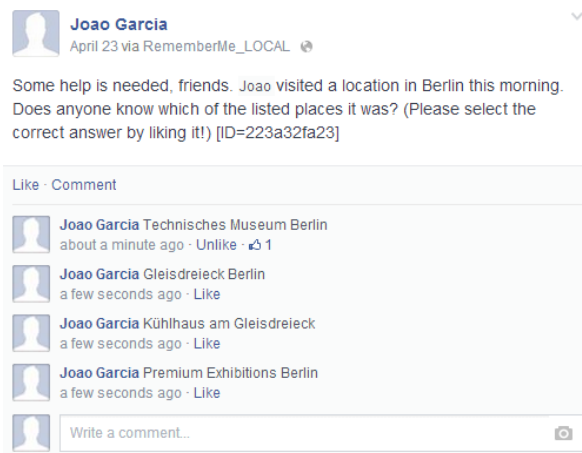 Joao Garcia
April 23 via RememberMe_LOCAL
Some help is needed, friends. Joao visited a location in Berlin this morning.
Does anyone know which of the listed places it was? (Please select the
correct answer by liking it!) [ID=223a32fa23]
Like · Comment
Joao Garcia Technisches Museum Berlin
about a minute ago · Unlike · 1
Joao Garcia Gleisdreieck Berlin
a few seconds ago · Like
Joao Garcia Kühlhaus am Gleisdreieck
a few seconds ago · Like
Joao Garcia Premium Exhibitions Berlin
a few seconds ago · Like
Write a comment...